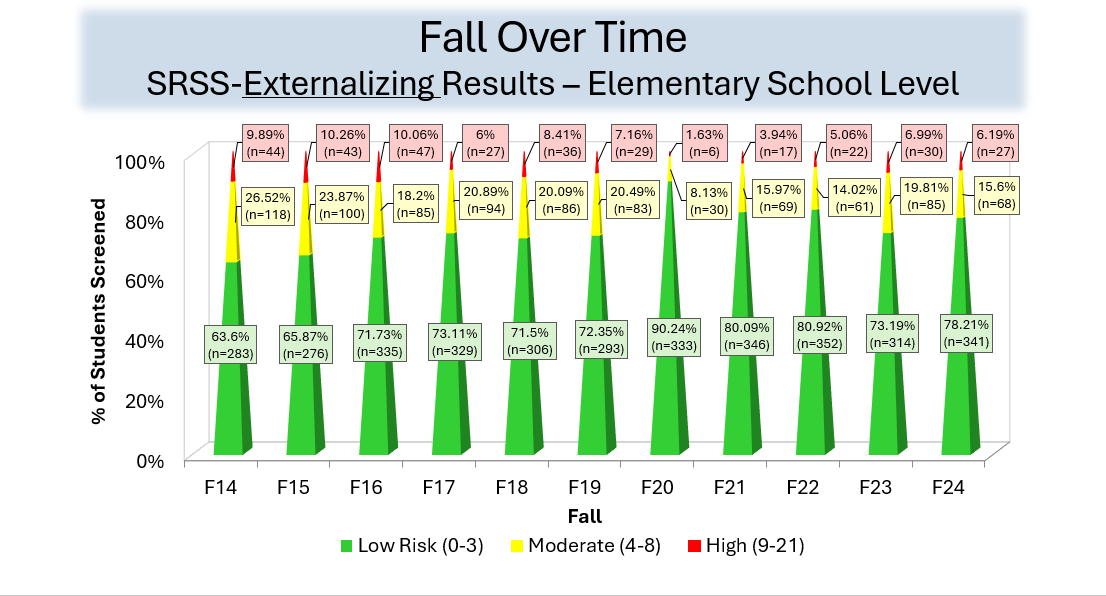 Fall Over Time
SRSS-Externalizing Results – Elementary School Level
% of Students Screened
100%
80%
60%
40%
20%
0%
9.89%
(n=44)
10.26%
(n=43)
10.06%
(n=47)
6%
(n=27)
8.41%
(n=36)
7.16%
(n=29)
1.63%
(n=6)
3.94%
(n=17)
5.06%
(n=22)
6.99%
(n=30)
6.19%
(n=27)
26.52%
(n=118)
23.87%
(n=100)
18.2%
(n=85)
20.89%
(n=94)
20.09%
(n=86)
20.49%
(n=83)
8.13%
(n=30)
15.97%
(n=69)
14.02%
(n=61)
19.81%
(n=85)
15.6%
(n=68)
63.6%
(n=283)
65.87%
(n=276)
71.73%
(n=335)
73.11%
(n=329)
71.5%
(n=306)
72.35%
(n=293)
90.24%
(n=333)
80.09%
(n=346)
80.92%
(n=352)
73.19%
(n=314)
78.21%
(n=341)
F14 F15 F16 F17 F18 F19 F20 F21 F22 F23 F24
Fall
Low Risk (0-3) Moderate (4-8) High (9-21)